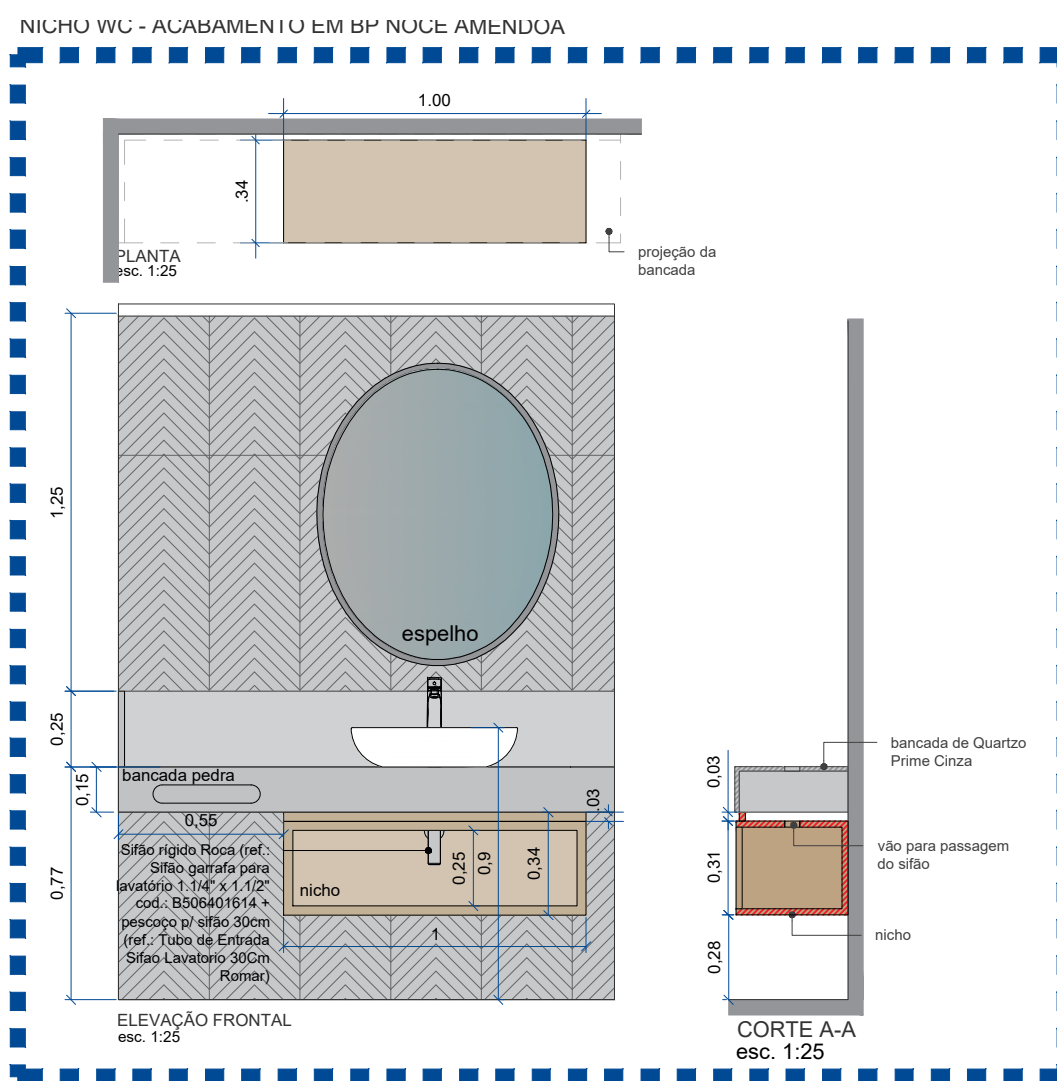 NICHO WC - ACABAMENTO EM BP NOCE AMENDOA
1.00
.34
PLANTA
esc. 1:25
projeção da
bancada
1,25
espelho
0,25
bancada pedra
0,15
.03
0,55
Sifão rígido Roca (ref.:
Sifão garrafa para
lavatório 1.1/4" x 1.1/2"
cod.: B506401614 +
pescoço p/ sifão 30cm
(ref.: Tubo de Entrada
Sifao Lavatorio 30Cm
Romar)
nicho
0,25
0,9
0,34
0,77
1
ELEVAÇÃO FRONTAL
esc. 1:25
bancada de Quartzo
Prime Cinza
0,03
vão para passagem
do sifão
0,31
nicho
0,28
CORTE A-A
esc. 1:25